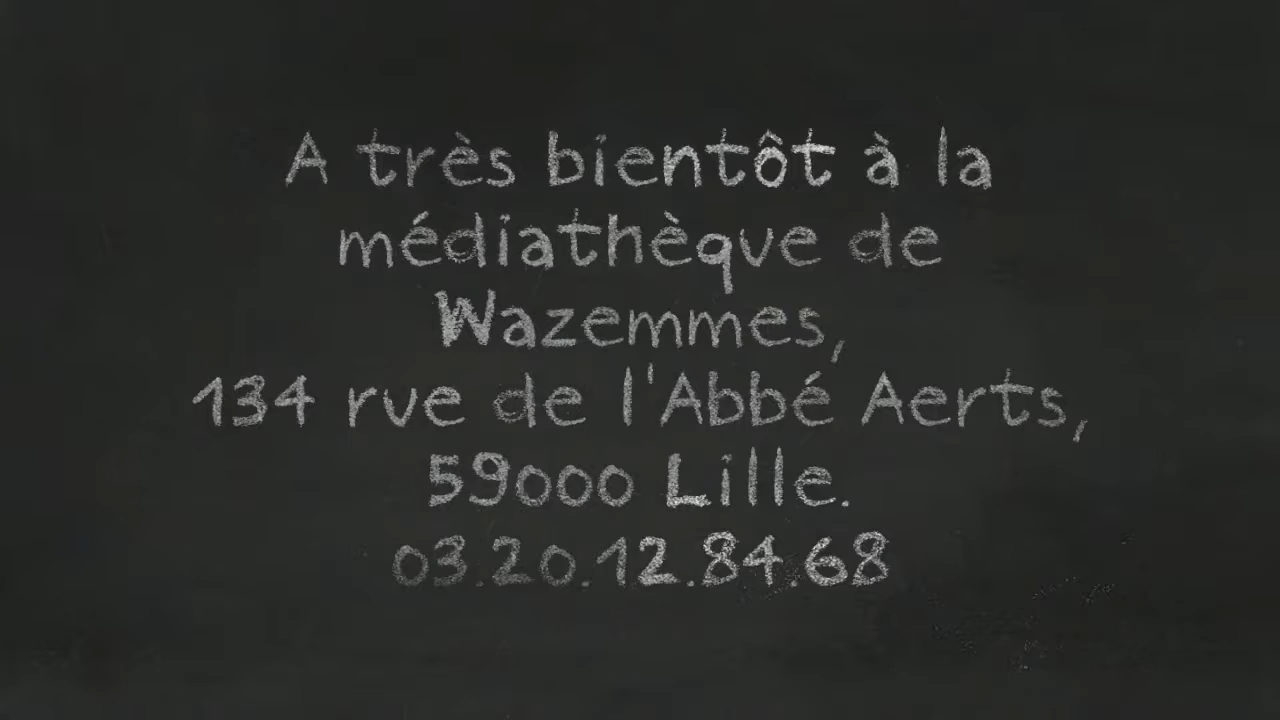 A très bientôt à la
médiathèque de
Wazemmes,
134 rue de l'Abbé Aerts,
59000 Lille.
03.20.12.84.68